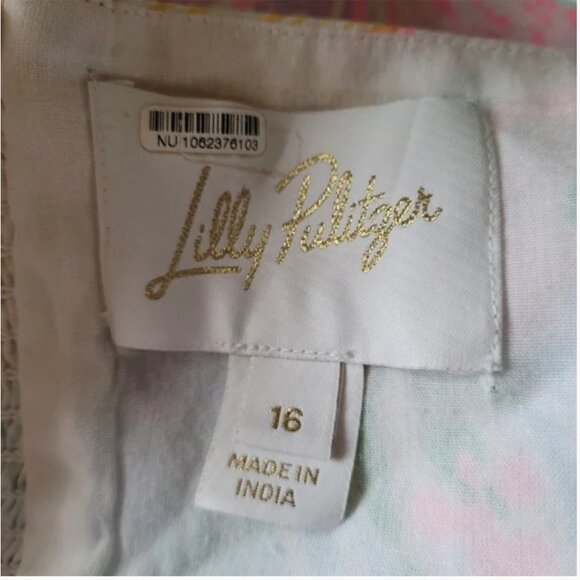 NU 1062376103
Lilly Pulitzer
16
MADE IN
INDIA